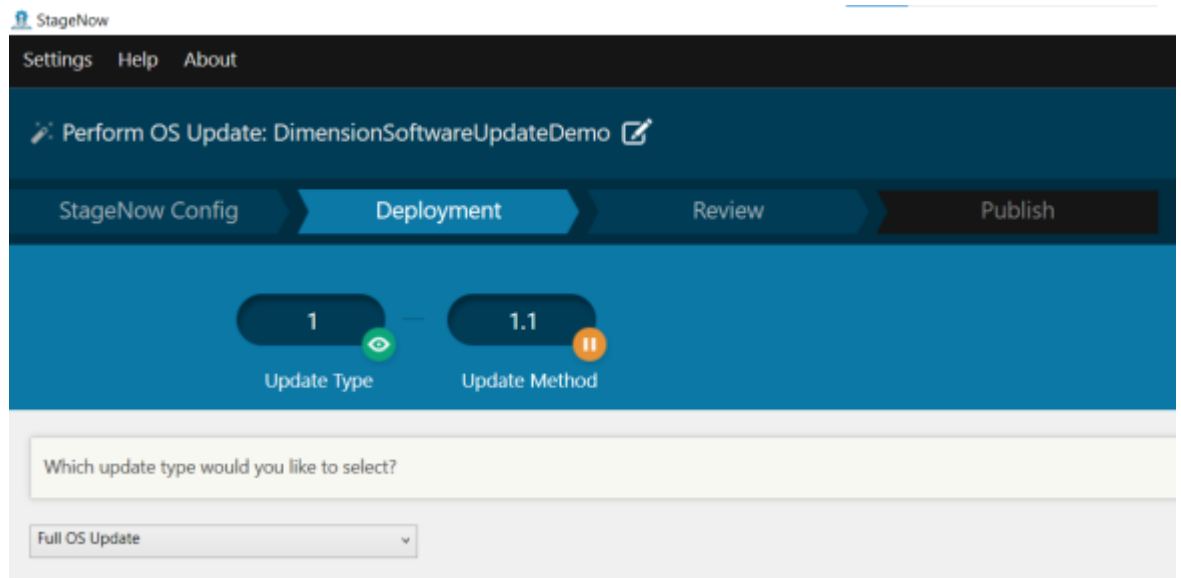 StageNow
Settings Help About
Perform OS Update: DimensionSoftwareUpdateDemo
StageNow Config Deployment Review Publish
1 1.1
Update Type Update Method
Which update type would you like to select?
Full OS Update